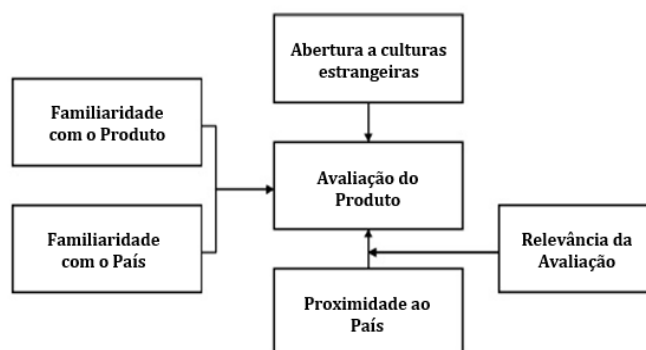 Abertura a culturas
estrangeiras
Familiaridade
com o Produto
Avaliação do
Produto
Familiaridade
com o País
Relevância da
Avaliação
Proximidade ao
País